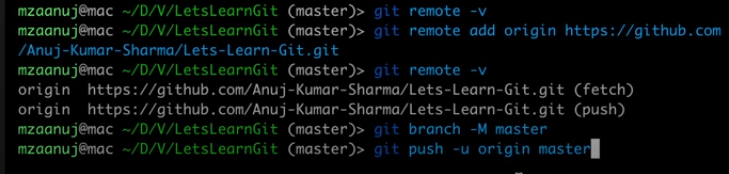 mzaanuj@mac ~/D/V/LetsLearnGit (master)> git remote -v
mzaanuj@mac ~/D/V/LetsLearnGit (master)> git remote add origin https://github.com
/Anuj-Kumar-Sharma/Lets-Learn-Git.git
mzaanuj@mac ~/D/V/LetsLearnGit (master)> git remote -v
origin  https://github.com/Anuj-Kumar-Sharma/Lets-Learn-Git.git (fetch)
origin  https://github.com/Anuj-Kumar-Sharma/Lets-Learn-Git.git (push)
mzaanuj@mac ~/D/V/LetsLearnGit (master)> git branch -M master
mzaanuj@mac ~/D/V/LetsLearnGit (master)> git push -u origin master